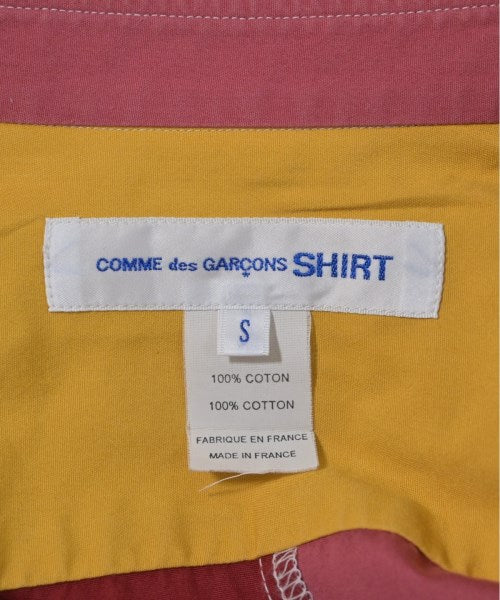 COMME des GARÇONS SHIRT
S
100% COTON
100% COTTON
FABRIQUE EN FRANCE
MADE IN FRANCE